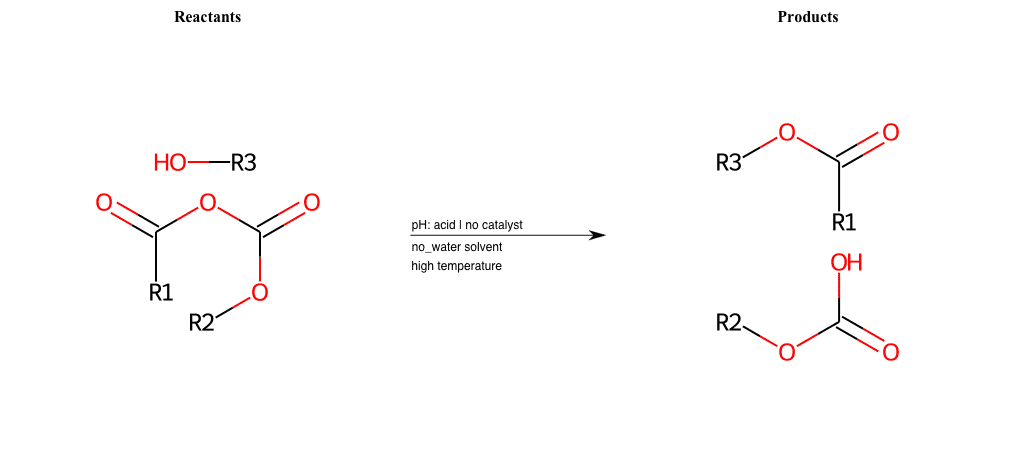 Reactants
Products
HO R3
O O O
R1
O
R2
pH: acid | no catalyst
no_water solvent
high temperature
O O
R3
R1
OH
R2
O O